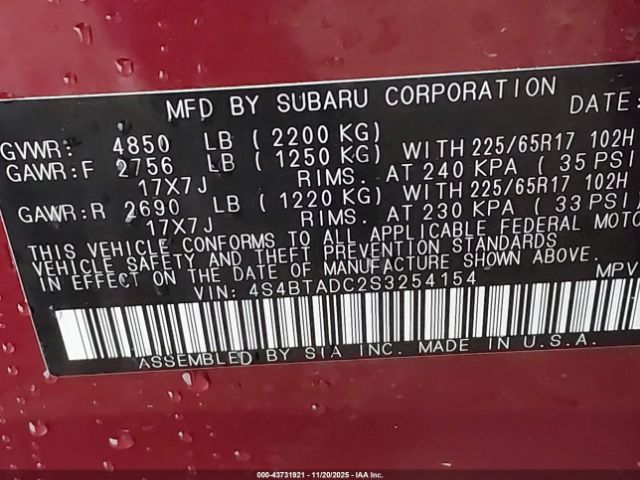 MFD BY SUBARU CORPORATION DATE:
GVWR: 4850 LB ( 2200 KG)
GAWR:F 2756 LB ( 1250 KG) WITH 225/65R17 102H
17X7J RIMS. AT 240 KPA ( 35 PSI
GAWR:R 2690 LB ( 1220 KG) WITH 225/65R17 102H
17X7J RIMS. AT 230 KPA ( 33 PSI)
THIS VEHICLE CONFORMS TO ALL APPLICABLE FEDERAL MOTO
VEHICLE SAFETY AND THEFT PREVENTION STANDARDS
IN EFFECT ON THE DATE OF MANUFACTURE SHOWN ABOVE.
VIN: 4S4BTADC2S3254154 MPV
ASSEMBLED BY SIA INC. MADE IN U.S.A.
000-43731921 - 11/20/2025 - Copyright © 2025 IAA, Inc.